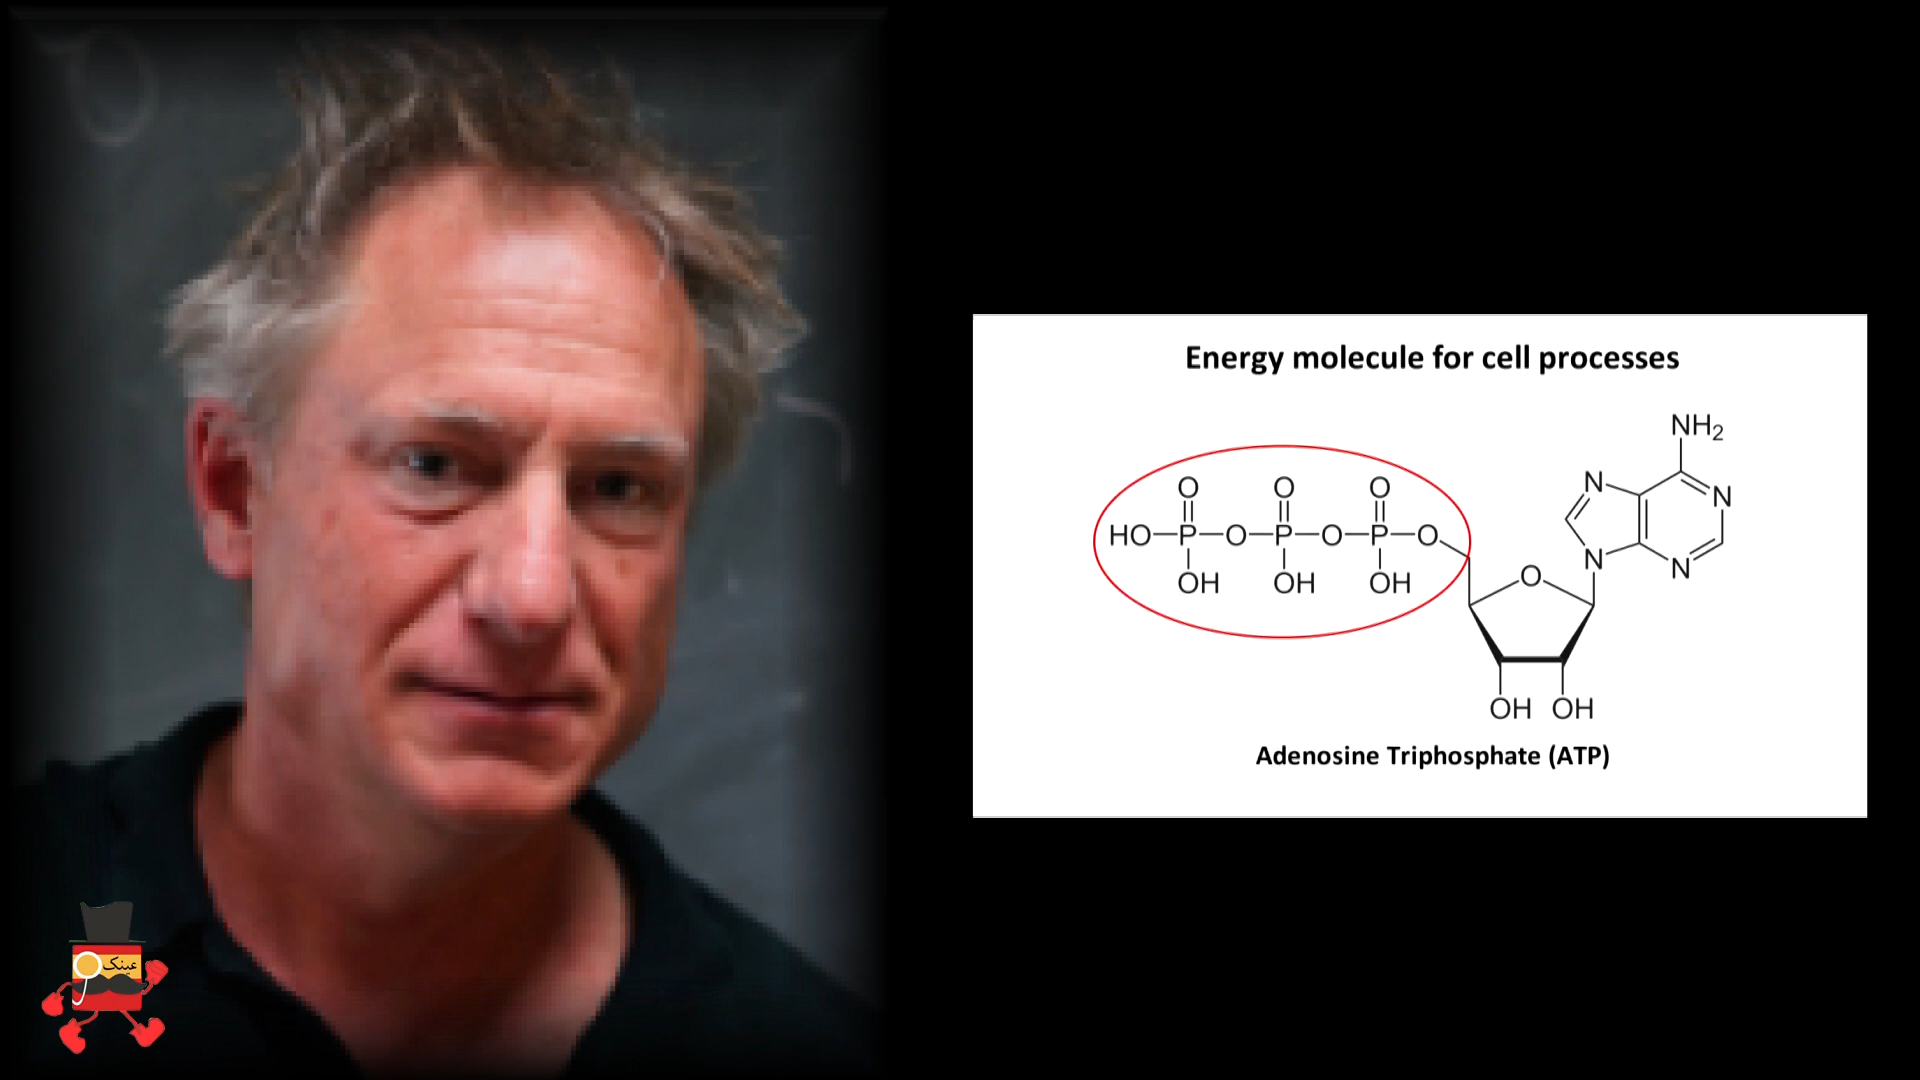 Energy molecule for cell processes
NH2
N
N
O
O
O
HO
P
O
P
O
P
O
N
N
OH
OH
OH
O
OH
OH
Adenosine Triphosphate (ATP)
عینک